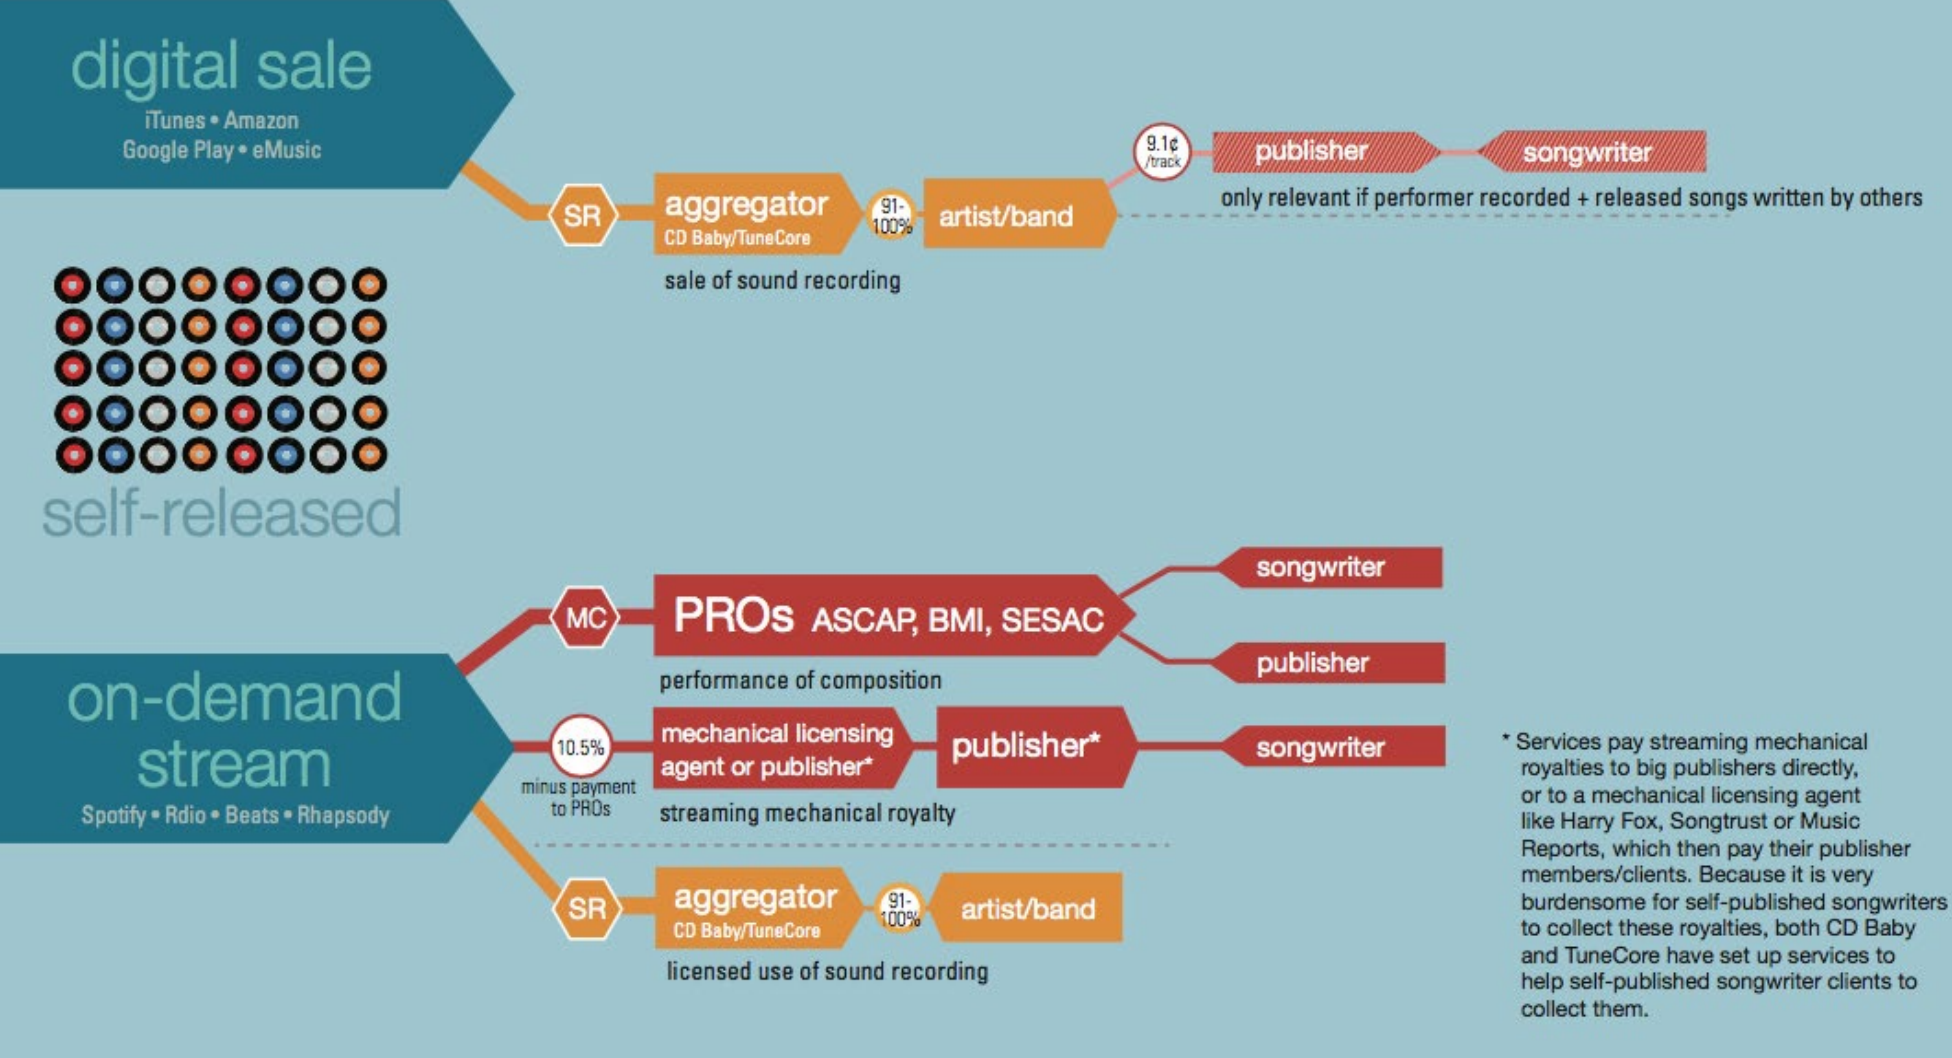 digital sale
iTunes • Amazon
Google Play • eMusic
SR
aggregator
CD Baby/TuneCore
sale of sound recording
91-
100%
artist/band
9.1¢
/track
publisher
songwriter
only relevant if performer recorded + released songs written by others
self-released
on-demand
stream
Spotify • Rdio • Beats • Rhapsody
MC
PROs ASCAP, BMI, SESAC
performance of composition
songwriter
publisher
10.5%
minus payment
to PROs
mechanical licensing
agent or publisher*
streaming mechanical royalty
publisher*
songwriter
SR
aggregator
CD Baby/TuneCore
licensed use of sound recording
91-
100%
artist/band
* Services pay streaming mechanical
royalties to big publishers directly,
or to a mechanical licensing agent
like Harry Fox, Songtrust or Music
Reports, which then pay their publisher
members/clients. Because it is very
burdensome for self-published songwriters
to collect these royalties, both CD Baby
and TuneCore have set up services to
help self-published songwriter clients to
collect them.